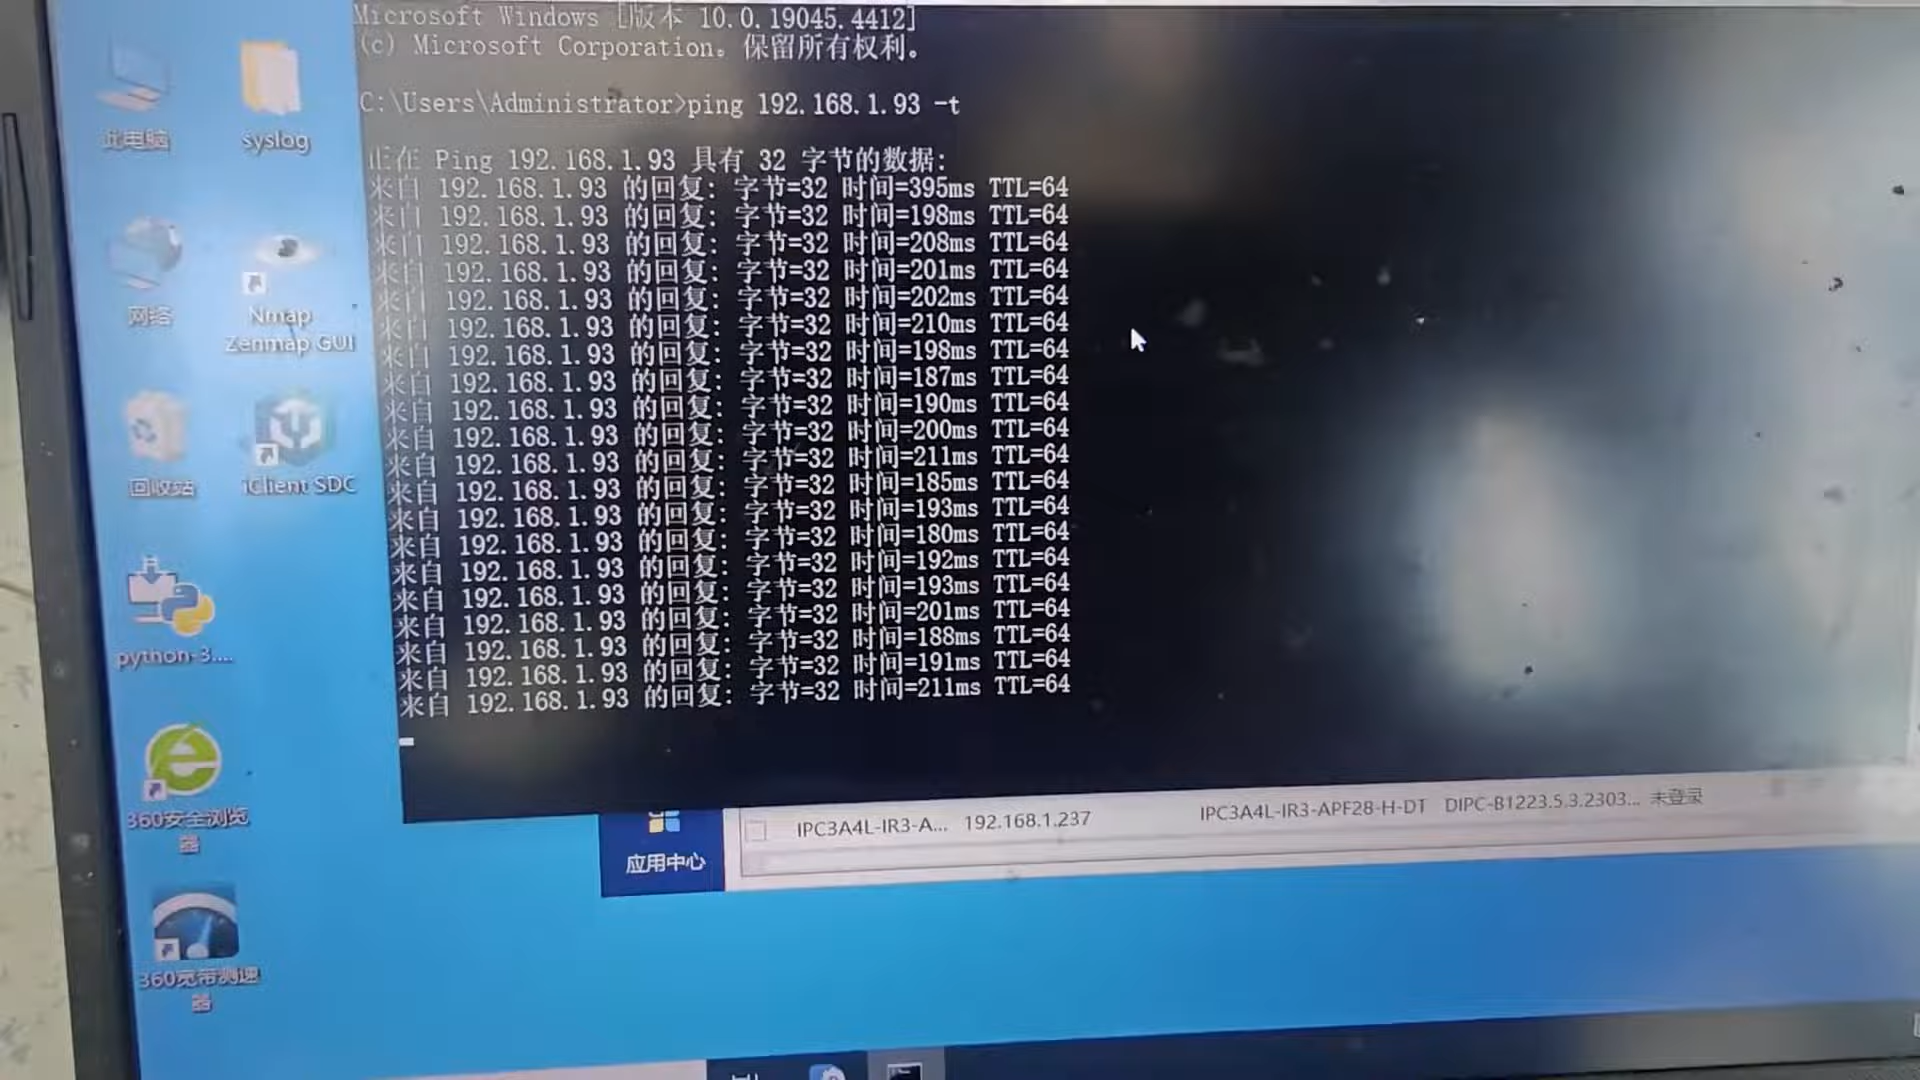 Microsoft Windows [版本 10.0.19045.4412]
(c) Microsoft Corporation。保留所有权利。
C:\Users\Administrator>ping 192.168.1.93 -t
正在 Ping 192.168.1.93 具有 32 字节的数据:
来自 192.168.1.93 的回复: 字节=32 时间=395ms TTL=64
来自 192.168.1.93 的回复: 字节=32 时间=198ms TTL=64
来自 192.168.1.93 的回复: 字节=32 时间=208ms TTL=64
来自 192.168.1.93 的回复: 字节=32 时间=201ms TTL=64
来自 192.168.1.93 的回复: 字节=32 时间=202ms TTL=64
来自 192.168.1.93 的回复: 字节=32 时间=210ms TTL=64
来自 192.168.1.93 的回复: 字节=32 时间=198ms TTL=64
来自 192.168.1.93 的回复: 字节=32 时间=187ms TTL=64
来自 192.168.1.93 的回复: 字节=32 时间=190ms TTL=64
来自 192.168.1.93 的回复: 字节=32 时间=200ms TTL=64
来自 192.168.1.93 的回复: 字节=32 时间=211ms TTL=64
来自 192.168.1.93 的回复: 字节=32 时间=185ms TTL=64
来自 192.168.1.93 的回复: 字节=32 时间=193ms TTL=64
来自 192.168.1.93 的回复: 字节=32 时间=180ms TTL=64
来自 192.168.1.93 的回复: 字节=32 时间=192ms TTL=64
来自 192.168.1.93 的回复: 字节=32 时间=193ms TTL=64
来自 192.168.1.93 的回复: 字节=32 时间=201ms TTL=64
来自 192.168.1.93 的回复: 字节=32 时间=188ms TTL=64
来自 192.168.1.93 的回复: 字节=32 时间=191ms TTL=64
来自 192.168.1.93 的回复: 字节=32 时间=211ms TTL=64
此电脑
syslog
网络
Nmap
Zenmap GUI
回收站
iClient SDC
python-3....
360安全浏览
器
360宽带测速
器
应用中心
IPC3A4L-IR3-A... 192.168.1.237 IPC3A4L-IR3-APF28-H-DT DIPC-B1223.5.3.2303... 未登录